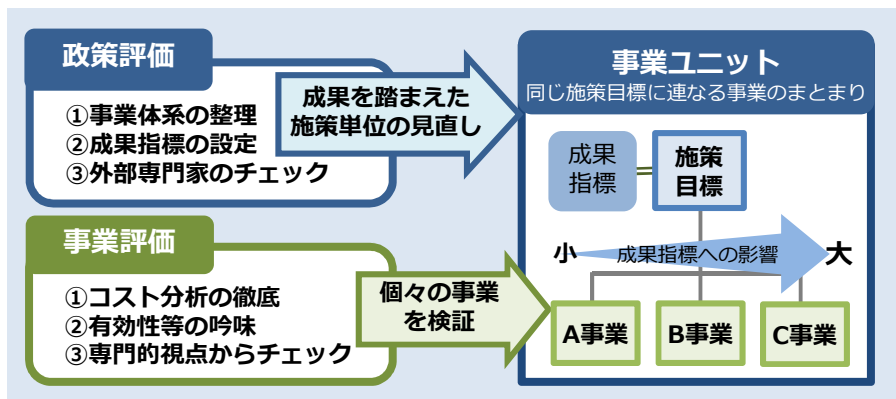 政策評価
①事業体系の整理
②成果指標の設定
③外部専門家のチェック
成果を踏まえた
施策単位の見直し
事業評価
①コスト分析の徹底
②有効性等の吟味
③専門的視点からチェック
個々の事業
を検証
事業ユニット
同じ施策目標に連なる事業のまとまり
成果
指標
施策
目標
小
成果指標への影響
大
A事業
B事業
C事業